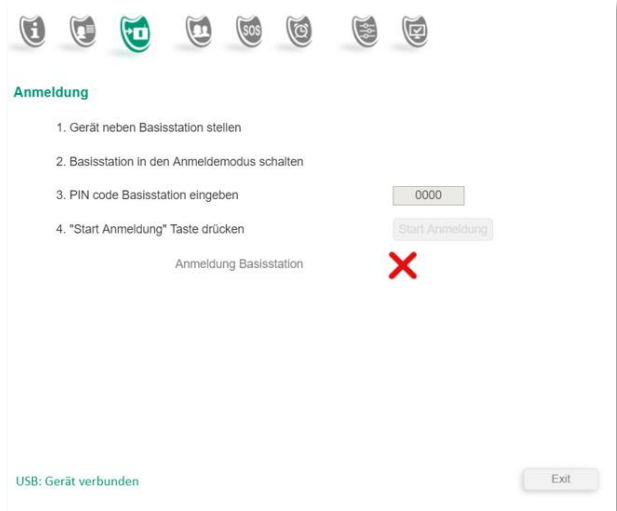 SOS
Anmeldung
1. Gerät neben Basisstation stellen
2. Basisstation in den Anmeldemodus schalten
3. PIN code Basisstation eingeben 0000
4. "Start Anmeldung" Taste drücken Start Anmeldung
Anmeldung Basisstation
USB: Gerät verbunden Exit